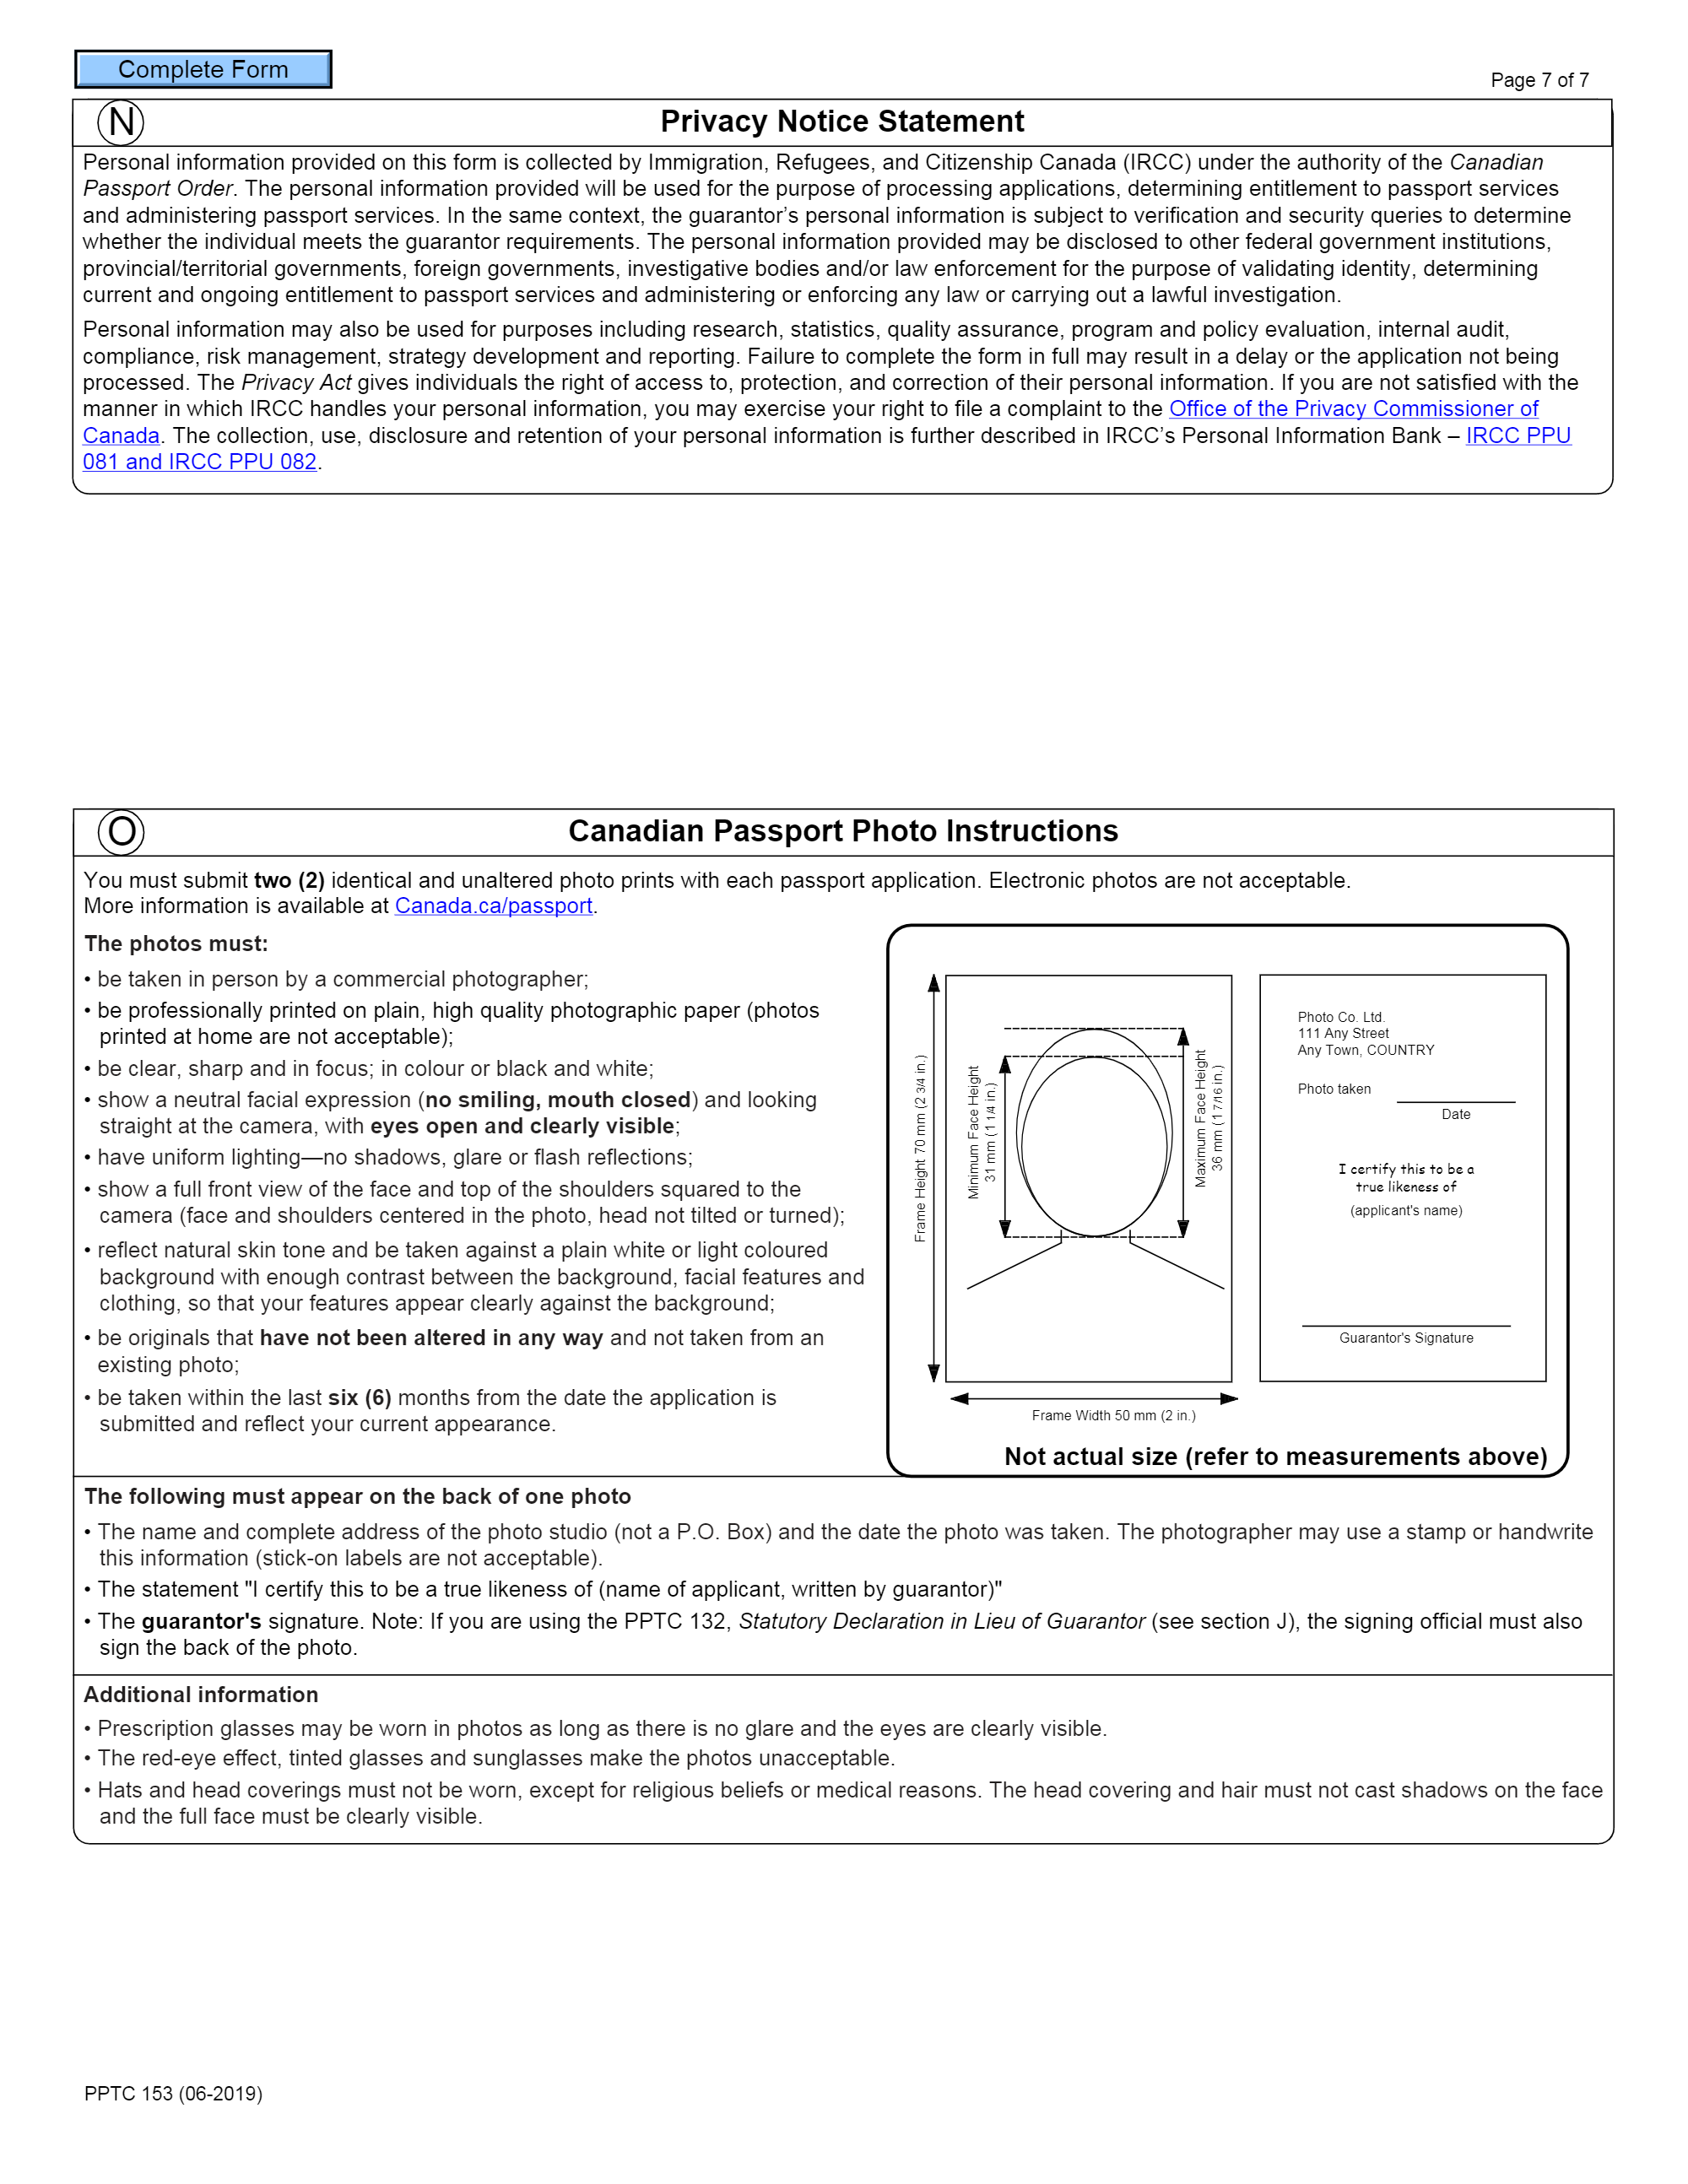 Complete Form
Page 7 of 7
N
Privacy Notice Statement
Personal information provided on this form is collected by Immigration, Refugees, and Citizenship Canada (IRCC) under the authority of the Canadian
Passport Order. The personal information provided will be used for the purpose of processing applications, determining entitlement to passport services
and administering passport services. In the same context, the guarantor’s personal information is subject to verification and security queries to determine
whether the individual meets the guarantor requirements. The personal information provided may be disclosed to other federal government institutions,
provincial/territorial governments, foreign governments, investigative bodies and/or law enforcement for the purpose of validating identity, determining
current and ongoing entitlement to passport services and administering or enforcing any law or carrying out a lawful investigation.
Personal information may also be used for purposes including research, statistics, quality assurance, program and policy evaluation, internal audit,
compliance, risk management, strategy development and reporting. Failure to complete the form in full may result in a delay or the application not being
processed. The Privacy Act gives individuals the right of access to, protection, and correction of their personal information. If you are not satisfied with the
manner in which IRCC handles your personal information, you may exercise your right to file a complaint to the Office of the Privacy Commissioner of
Canada. The collection, use, disclosure and retention of your personal information is further described in IRCC’s Personal Information Bank – IRCC PPU
081 and IRCC PPU 082.
O
Canadian Passport Photo Instructions
You must submit two (2) identical and unaltered photo prints with each passport application. Electronic photos are not acceptable.
More information is available at Canada.ca/passport.
The photos must:
• be taken in person by a commercial photographer;
• be professionally printed on plain, high quality photographic paper (photos
printed at home are not acceptable);
• be clear, sharp and in focus; in colour or black and white;
• show a neutral facial expression (no smiling, mouth closed) and looking
straight at the camera, with eyes open and clearly visible;
• have uniform lighting—no shadows, glare or flash reflections;
• show a full front view of the face and top of the shoulders squared to the
camera (face and shoulders centered in the photo, head not tilted or turned);
• reflect natural skin tone and be taken against a plain white or light coloured
background with enough contrast between the background, facial features and
clothing, so that your features appear clearly against the background;
• be originals that have not been altered in any way and not taken from an
existing photo;
• be taken within the last six (6) months from the date the application is
submitted and reflect your current appearance.
Frame Height 70 mm (2 3/4 in.)
Minimum Face Height
31 mm (1 1/4 in.)
Maximum Face Height
36 mm (1 7/16 in.)
Frame Width 50 mm (2 in.)
Photo Co. Ltd.
111 Any Street
Any Town, COUNTRY
Photo taken
Date
I certify this to be a
true likeness of
(applicant's name)
Guarantor's Signature
Not actual size (refer to measurements above)
The following must appear on the back of one photo
• The name and complete address of the photo studio (not a P.O. Box) and the date the photo was taken. The photographer may use a stamp or handwrite
this information (stick-on labels are not acceptable).
• The statement "I certify this to be a true likeness of (name of applicant, written by guarantor)"
• The guarantor's signature. Note: If you are using the PPTC 132, Statutory Declaration in Lieu of Guarantor (see section J), the signing official must also
sign the back of the photo.
Additional information
• Prescription glasses may be worn in photos as long as there is no glare and the eyes are clearly visible.
• The red-eye effect, tinted glasses and sunglasses make the photos unacceptable.
• Hats and head coverings must not be worn, except for religious beliefs or medical reasons. The head covering and hair must not cast shadows on the face
and the full face must be clearly visible.
PPTC 153 (06-2019)